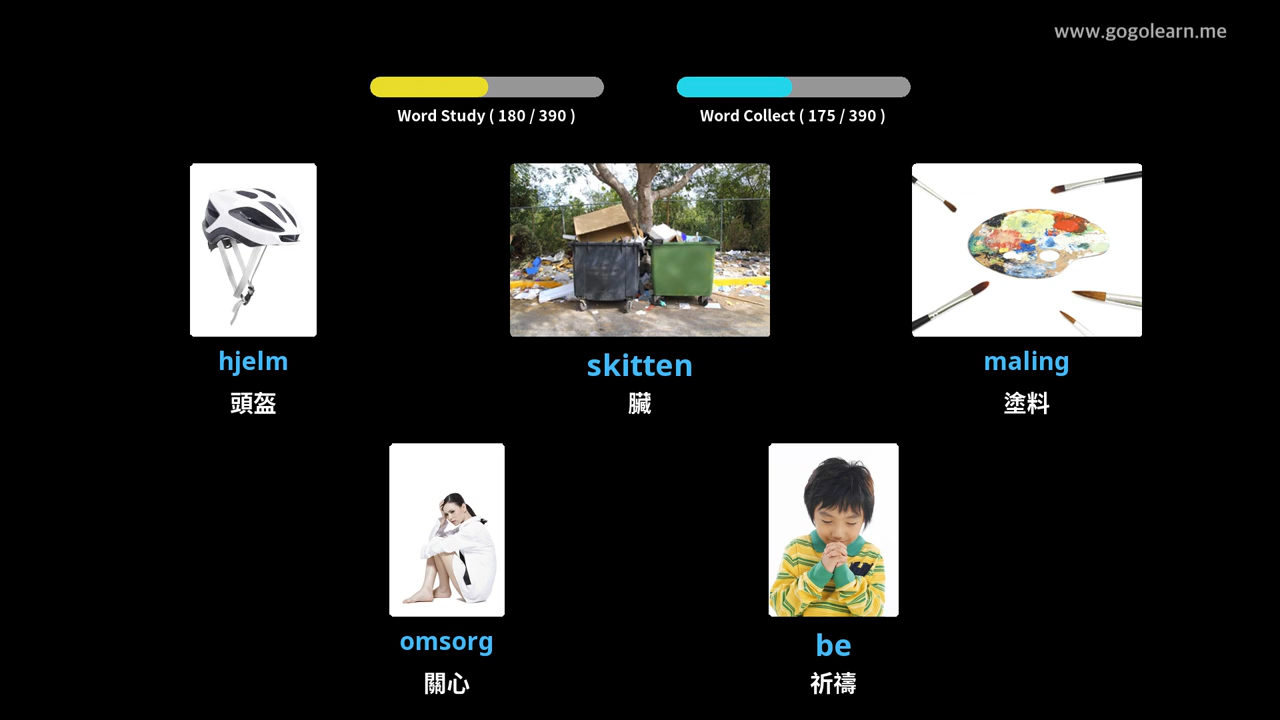 www.gogolearn.me
Word Study ( 180 / 390 )
Word Collect ( 175 / 390 )
hjelm
頭盔
skitten
臟
maling
塗料
omsorg
關心
be
祈禱